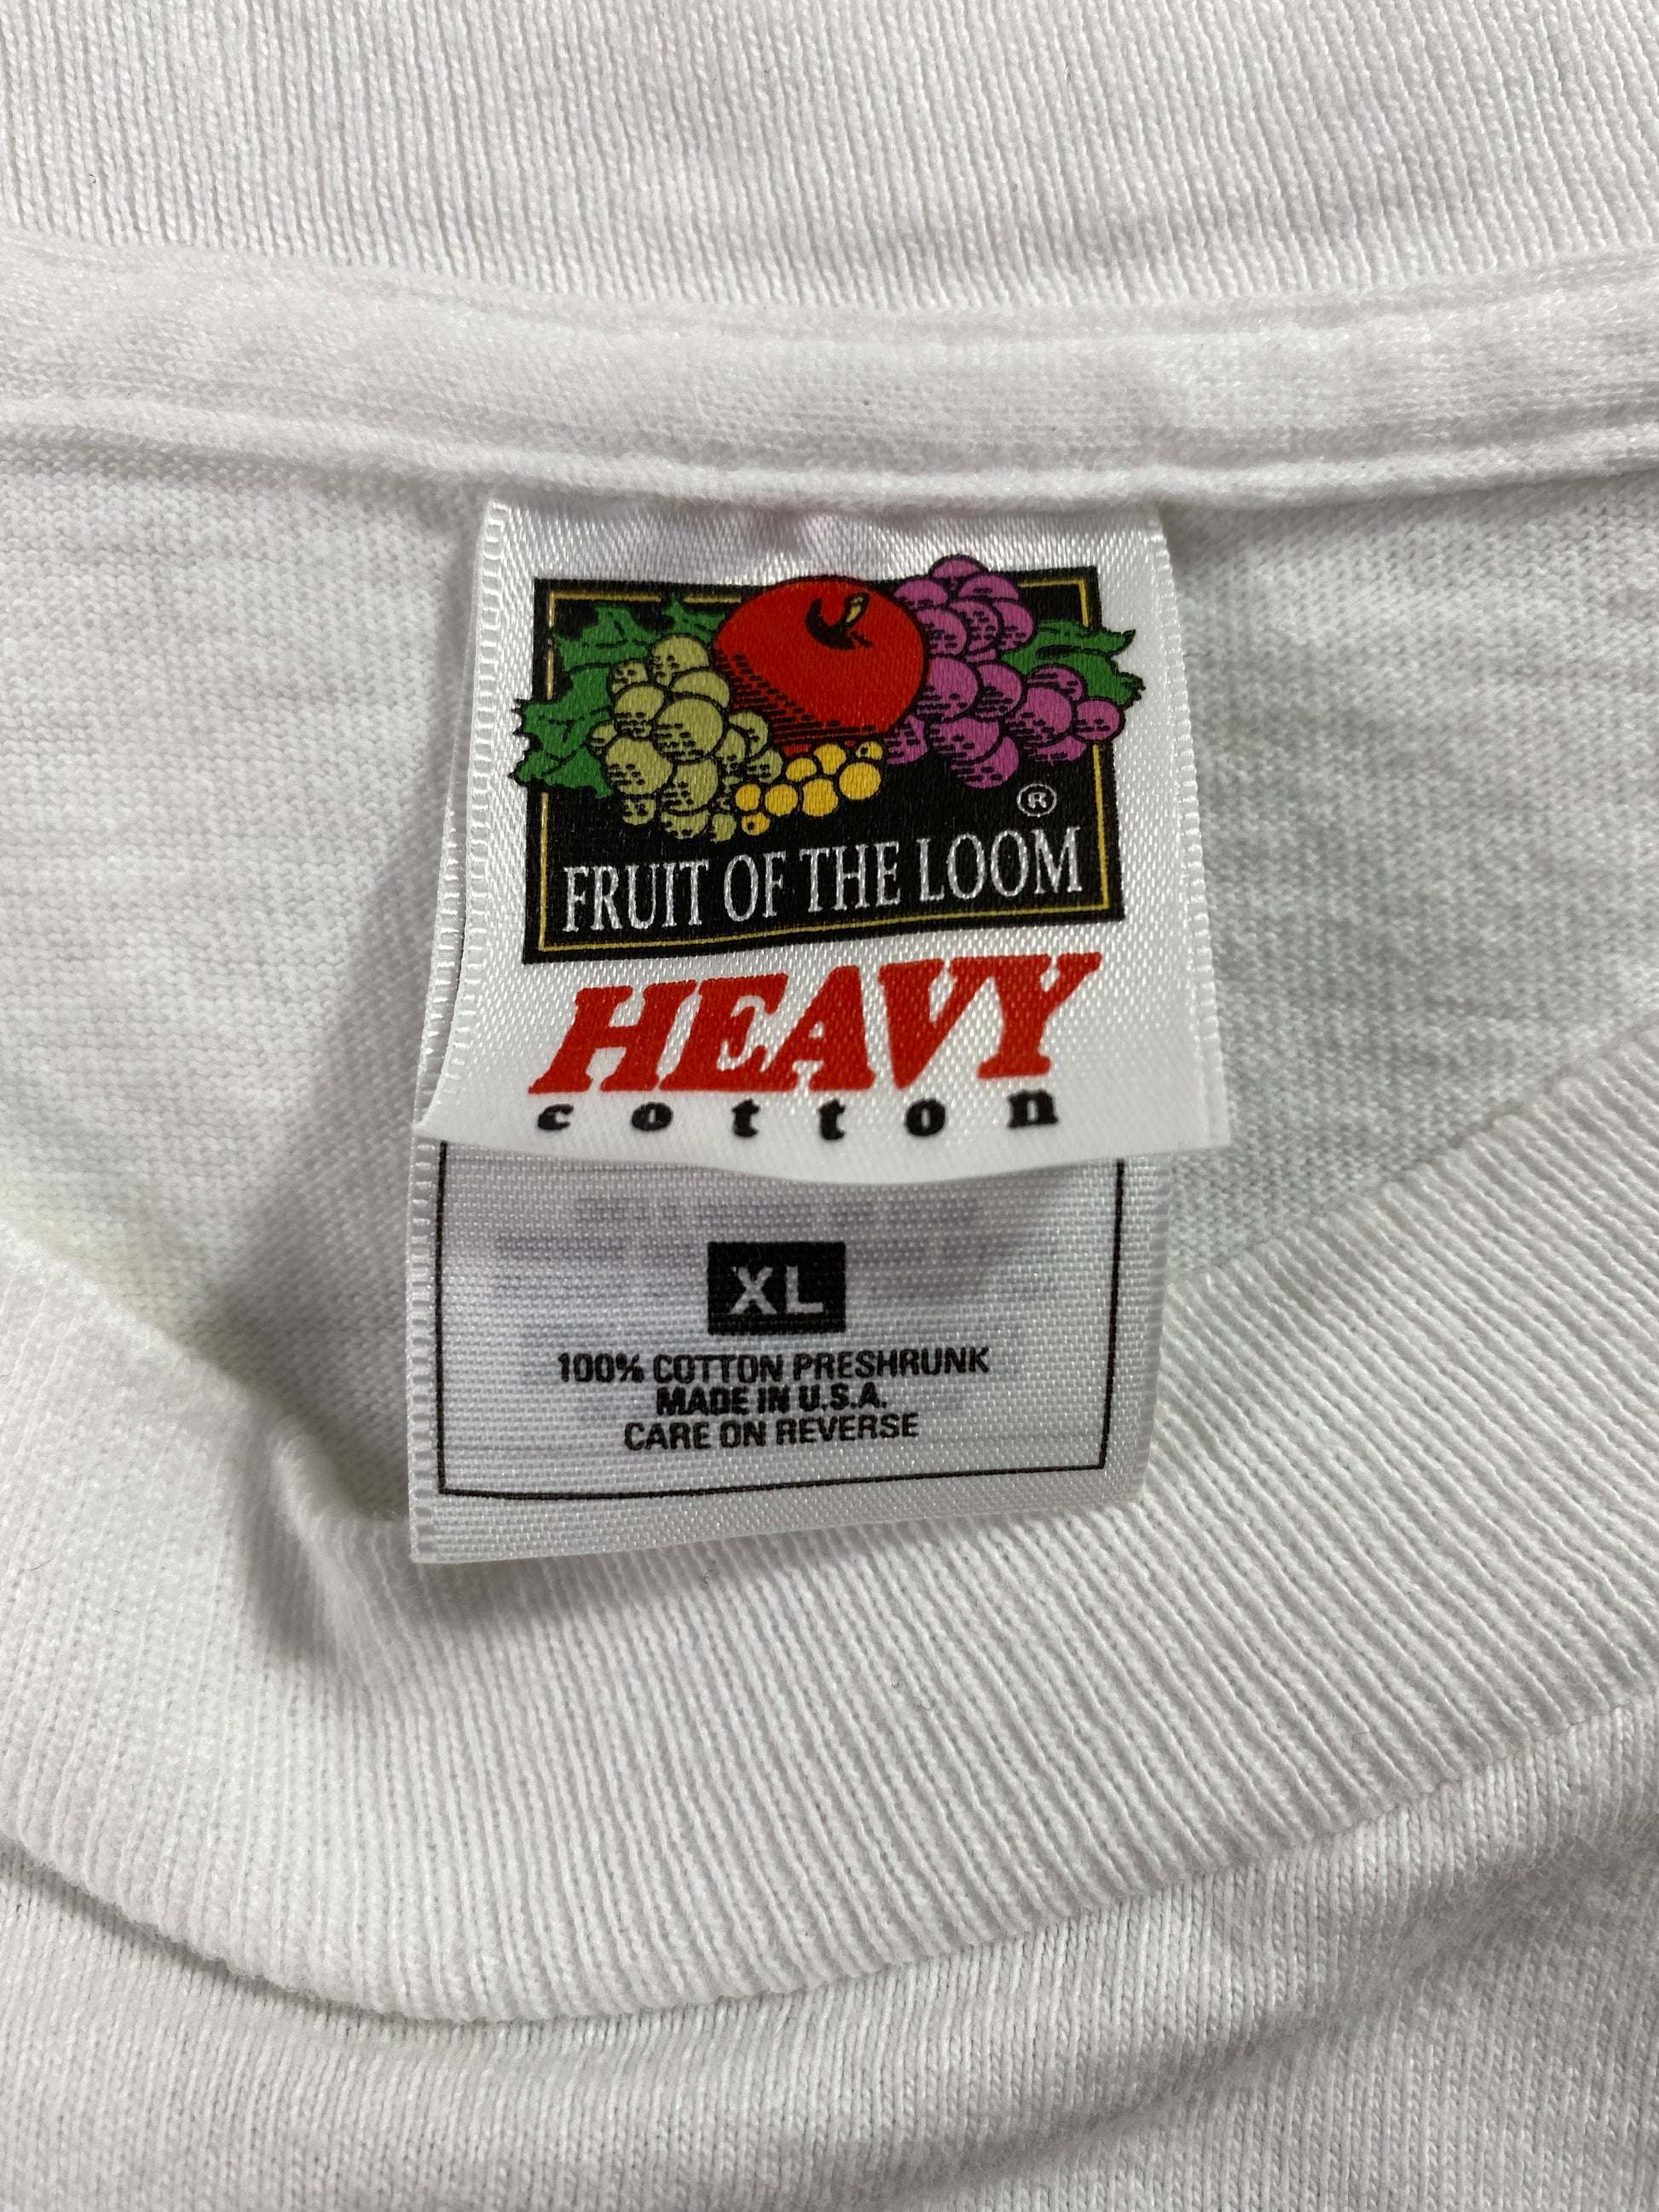 ®
FRUIT OF THE LOOM
HEAVY
cotton
XL
100% COTTON PRESHRUNK
MADE IN U.S.A.
CARE ON REVERSE